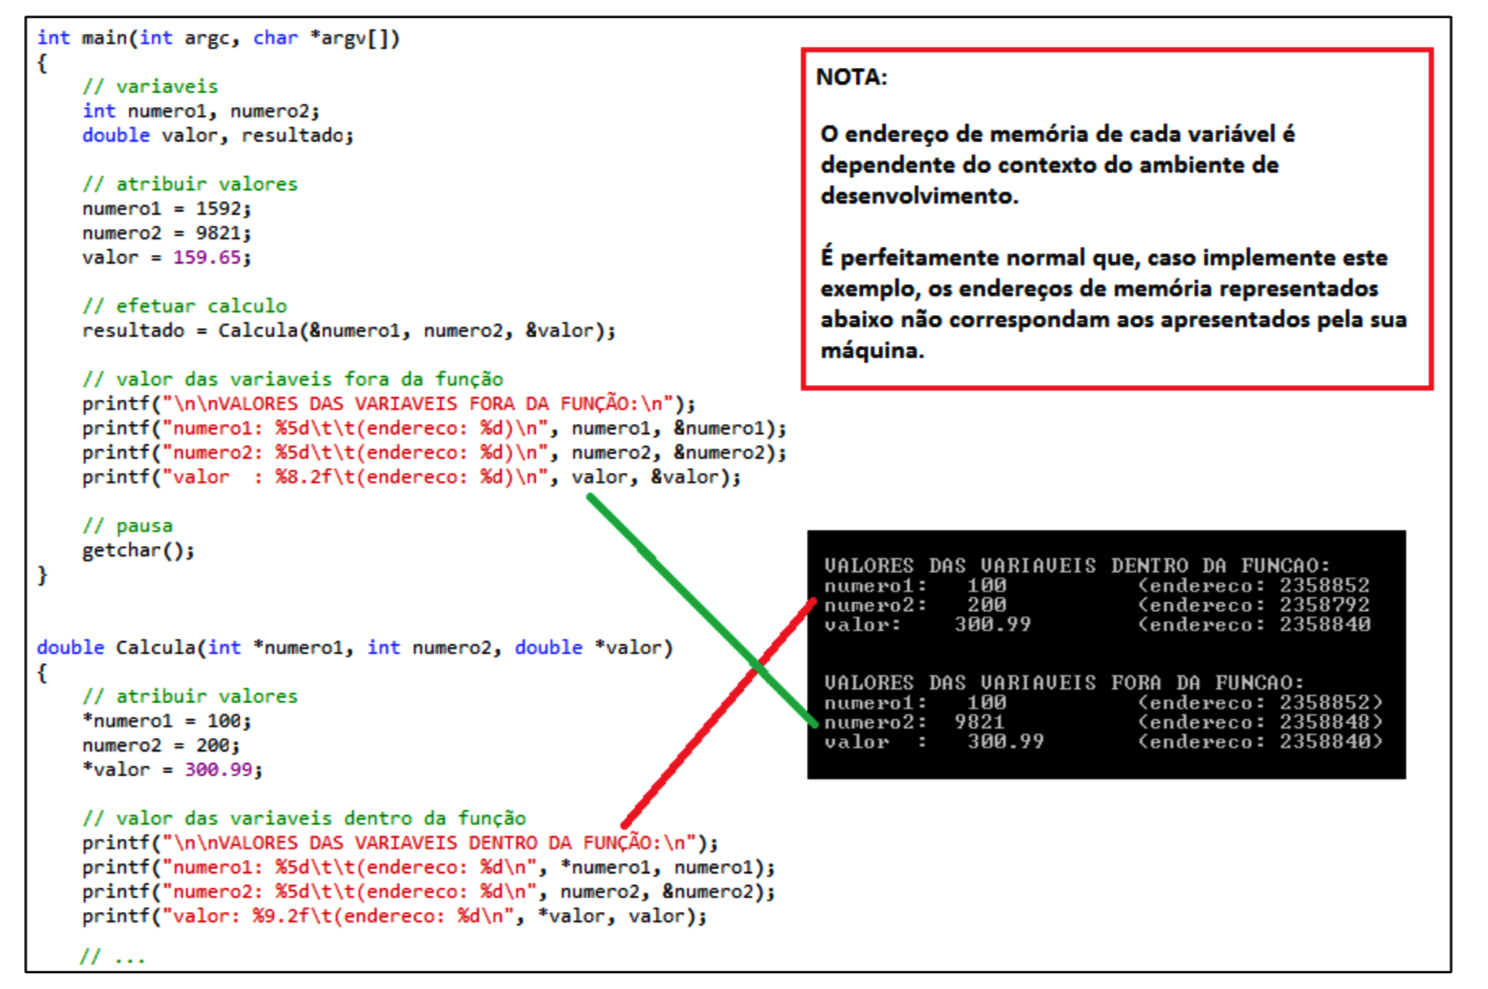 int main(int argc, char *argv[])
{
// variaveis
int numero1, numero2;
double valor, resultado;
// atribuir valores
numero1 = 1592;
numero2 = 9821;
valor = 159.65;
// efetuar calculo
resultado = Calcula(&numero1, numero2, &valor);
// valor das variaveis fora da função
printf("\n\nVALORES DAS VARIAVEIS FORA DA FUNÇÃO:\n");
printf("numero1: %5d\t\t(endereco: %d)\n", numero1, &numero1);
printf("numero2: %5d\t\t(endereco: %d)\n", numero2, &numero2);
printf("valor  : %8.2f\t(endereco: %d)\n", valor, &valor);
// pausa
getchar();
}
double Calcula(int *numero1, int numero2, double *valor)
{
// atribuir valores
*numero1 = 100;
numero2 = 200;
*valor = 300.99;
// valor das variaveis dentro da função
printf("\n\nVALORES DAS VARIAVEIS DENTRO DA FUNÇÃO:\n");
printf("numero1: %5d\t\t(endereco: %d\n", *numero1, numero1);
printf("numero2: %5d\t\t(endereco: %d\n", numero2, &numero2);
printf("valor: %9.2f\t(endereco: %d\n", *valor, valor);
// ...
NOTA:
O endereço de memória de cada variável é
dependente do contexto do ambiente de
desenvolvimento.
É perfeitamente normal que, caso implemente este
exemplo, os endereços de memória representados
abaixo não correspondam aos apresentados pela sua
máquina.
VALORES DAS VARIAVEIS DENTRO DA FUNCAO:
numero1:   100          (endereco: 2358852
numero2:   200          (endereco: 2358792
valor:    300.99        (endereco: 2358840
VALORES DAS VARIAVEIS FORA DA FUNCAO:
numero1:   100          (endereco: 2358852)
numero2:  9821          (endereco: 2358848)
valor  :   300.99       (endereco: 2358840)